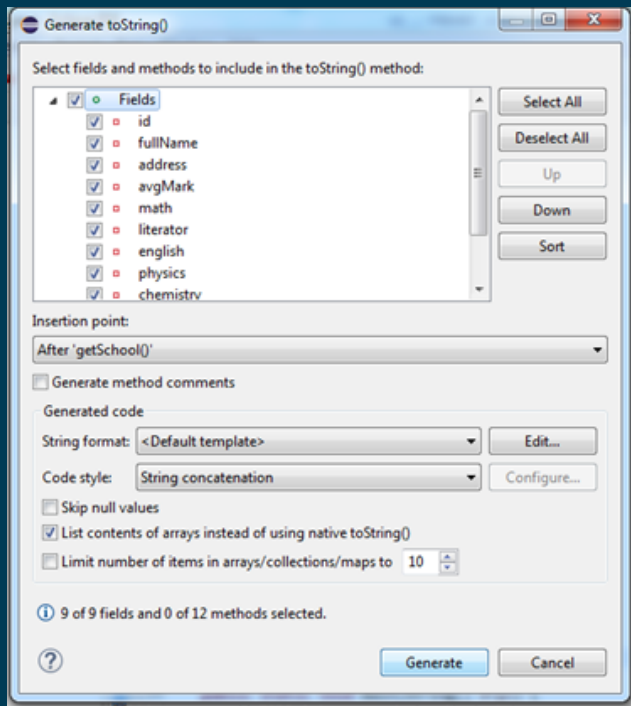 Generate toString()
Select fields and methods to include in the toString() method:
Fields
id
fullName
address
avgMark
math
literator
english
physics
chemistry
Select All
Deselect All
Up
Down
Sort
Insertion point:
After 'getSchool()'
Generate method comments
Generated code
String format: <Default template> Edit...
Code style: String concatenation Configure...
Skip null values
List contents of arrays instead of using native toString()
Limit number of items in arrays/collections/maps to 10
9 of 9 fields and 0 of 12 methods selected.
Generate Cancel